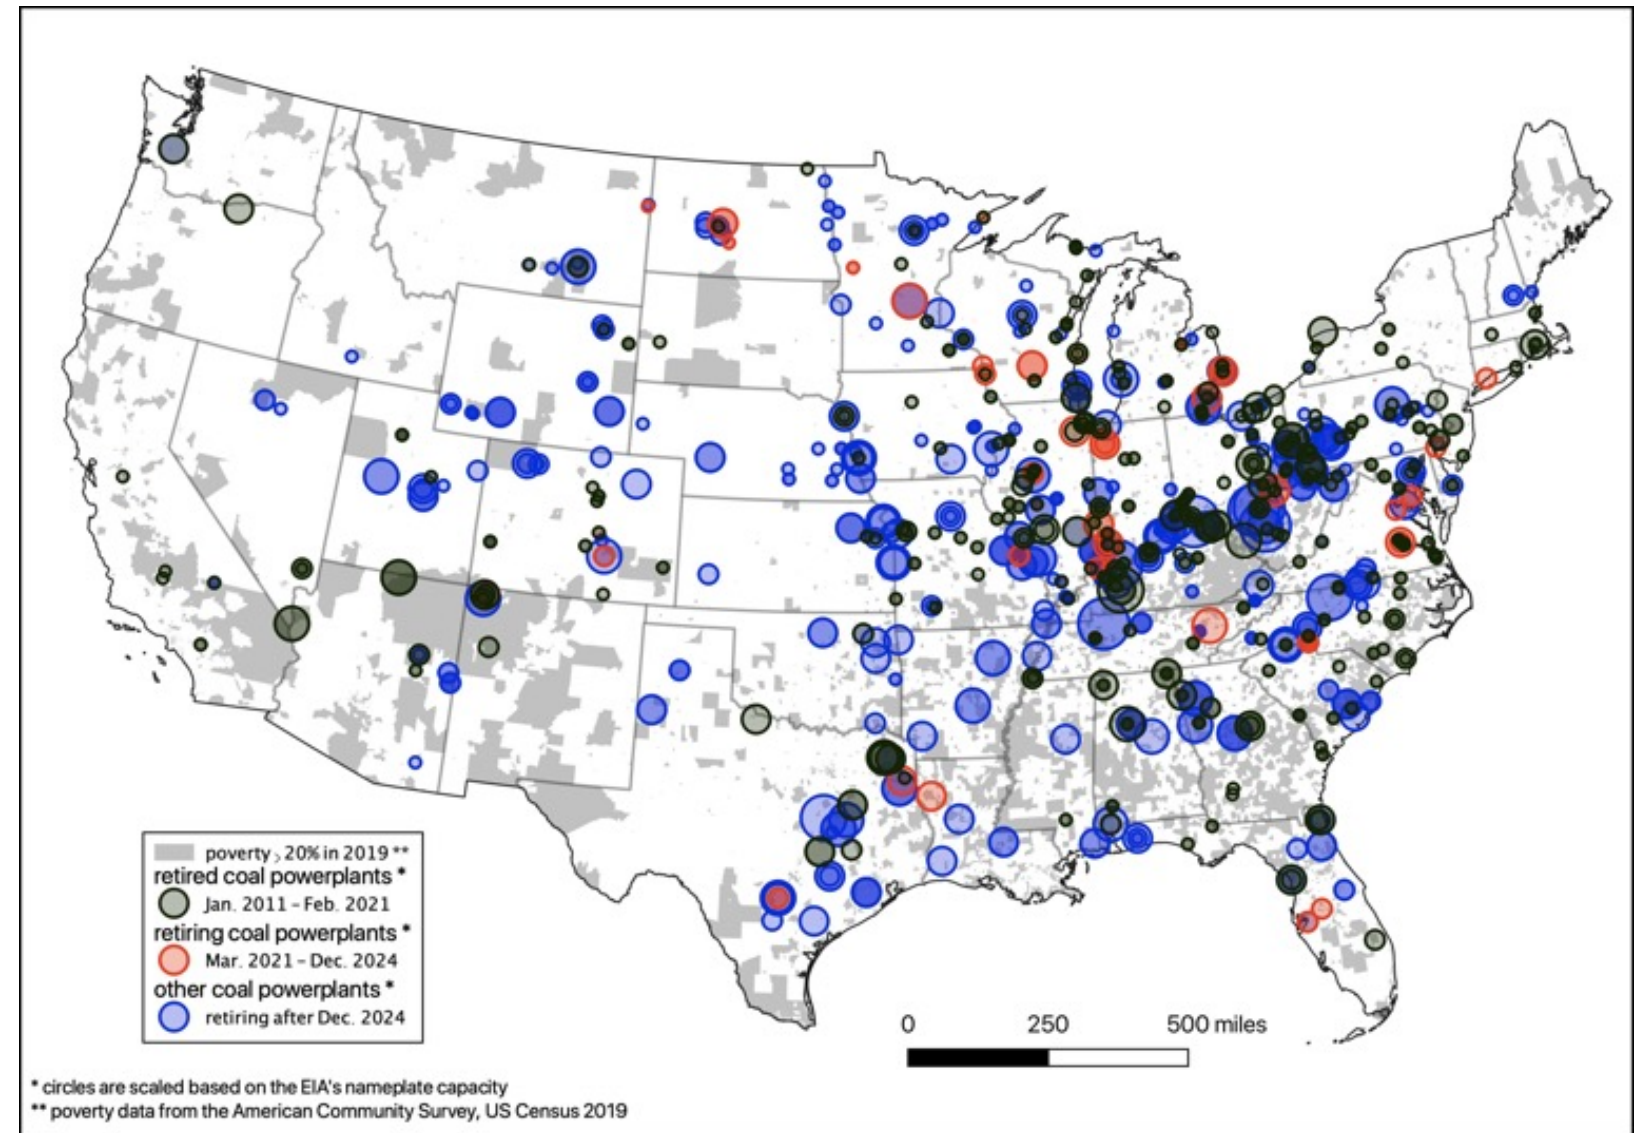 poverty > 20% in 2019 **
retired coal powerplants *
Jan. 2011 – Feb. 2021
retiring coal powerplants *
Mar. 2021 – Dec. 2024
other coal powerplants *
retiring after Dec. 2024
0 250 500 miles
* circles are scaled based on the EIA's nameplate capacity
** poverty data from the American Community Survey, US Census 2019